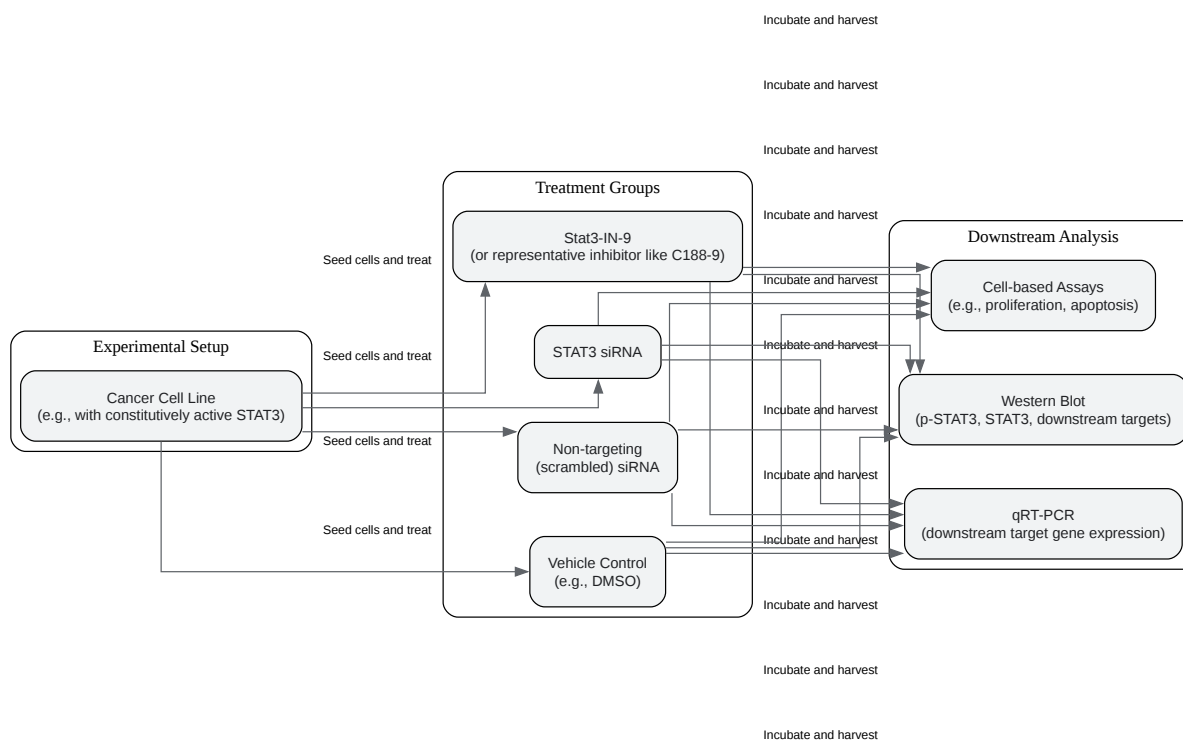 Experimental Setup
Cancer Cell Line
(e.g., with constitutively active STAT3)
Seed cells and treat
Seed cells and treat
Seed cells and treat
Seed cells and treat
Treatment Groups
Stat3-IN-9
(or representative inhibitor like C188-9)
STAT3 siRNA
Non-targeting
(scrambled) siRNA
Vehicle Control
(e.g., DMSO)
Incubate and harvest
Incubate and harvest
Incubate and harvest
Incubate and harvest
Incubate and harvest
Incubate and harvest
Incubate and harvest
Incubate and harvest
Incubate and harvest
Incubate and harvest
Incubate and harvest
Incubate and harvest
Downstream Analysis
Cell-based Assays
(e.g., proliferation, apoptosis)
Western Blot
(p-STAT3, STAT3, downstream targets)
qRT-PCR
(downstream target gene expression)